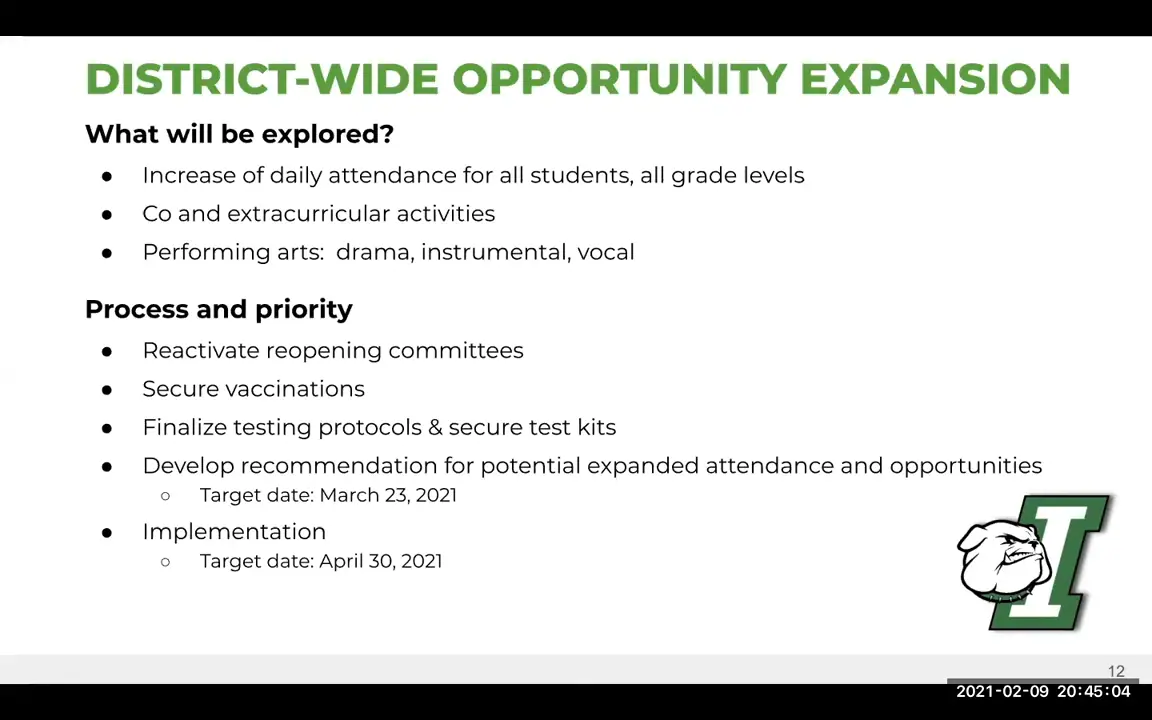 DISTRICT-WIDE OPPORTUNITY EXPANSION
What will be explored?
● Increase of daily attendance for all students, all grade levels
● Co and extracurricular activities
● Performing arts:  drama, instrumental, vocal
Process and priority
● Reactivate reopening committees
● Secure vaccinations
● Finalize testing protocols & secure test kits
● Develop recommendation for potential expanded attendance and opportunities
○ Target date: March 23, 2021
● Implementation
○ Target date: April 30, 2021
I
12
2021-02-09 20:45:04